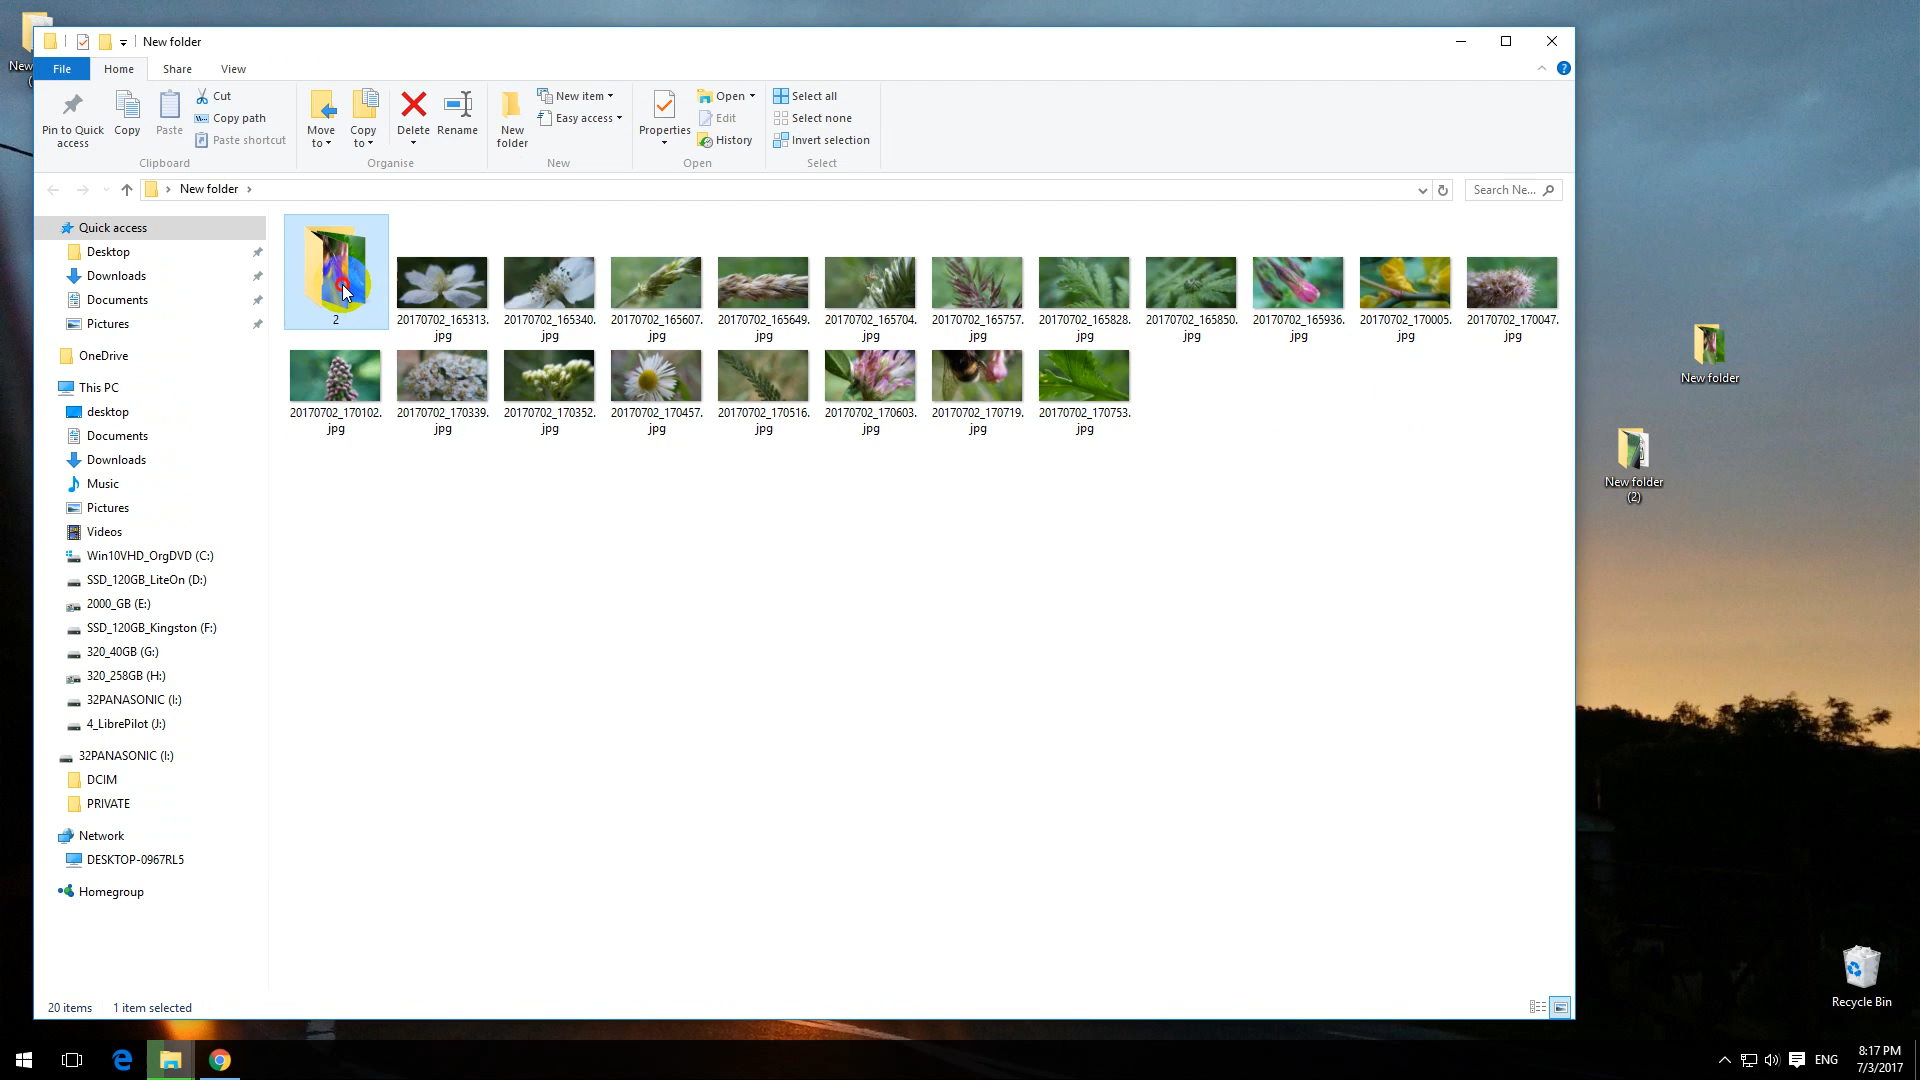 New folder
File Home Share View
Pin to Quick access
Copy
Paste
Cut
Copy path
Paste shortcut
Clipboard
Move to
Copy to
Delete
Rename
Organise
New folder
New item
Easy access
New
Properties
Open
Edit
History
Open
Select all
Select none
Invert selection
Select
New folder
Search Ne...
Quick access
Desktop
Downloads
Documents
Pictures
OneDrive
This PC
desktop
Documents
Downloads
Music
Pictures
Videos
Win10VHD_OrgDVD (C:)
SSD_120GB_LiteOn (D:)
2000_GB (E:)
SSD_120GB_Kingston (F:)
320_40GB (G:)
320_258GB (H:)
32PANASONIC (I:)
4_LibrePilot (J:)
32PANASONIC (I:)
DCIM
PRIVATE
Network
DESKTOP-0967RL5
Homegroup
2
20170702_165313.jpg
20170702_165340.jpg
20170702_165607.jpg
20170702_165649.jpg
20170702_165704.jpg
20170702_165757.jpg
20170702_165828.jpg
20170702_165850.jpg
20170702_165936.jpg
20170702_170005.jpg
20170702_170047.jpg
20170702_170102.jpg
20170702_170339.jpg
20170702_170352.jpg
20170702_170457.jpg
20170702_170516.jpg
20170702_170603.jpg
20170702_170719.jpg
20170702_170753.jpg
20 items 1 item selected
New
New folder
New folder
(2)
Recycle Bin
ENG
8:17 PM
7/3/2017